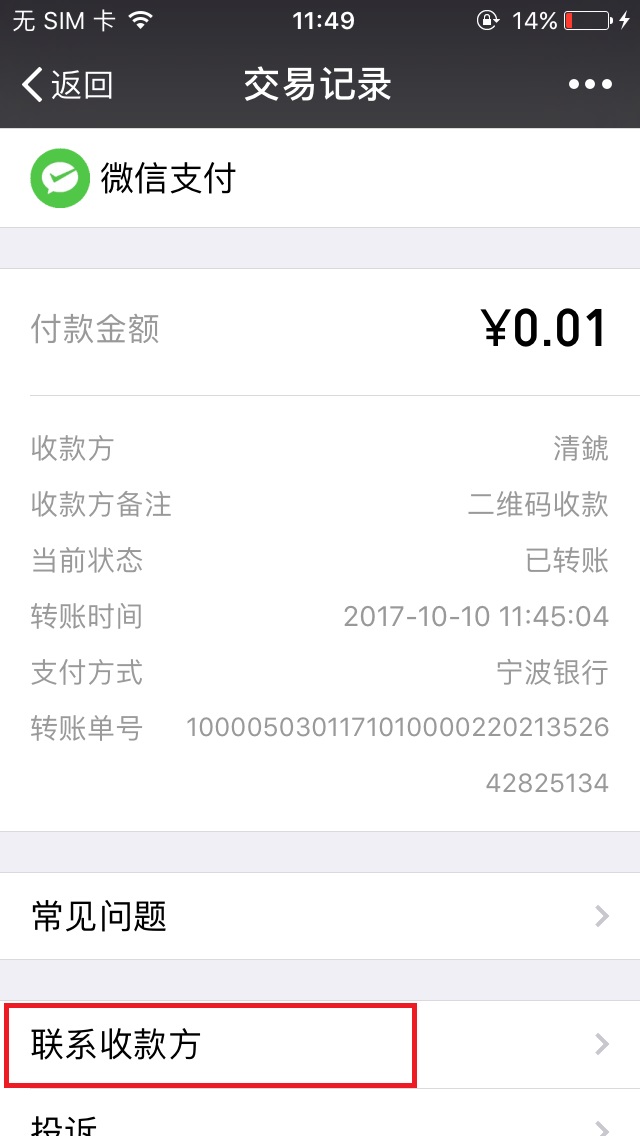 无 SIM 卡 11:49 14%
返回 交易记录
微信支付
付款金额 ¥0.01
收款方 清鯱
收款方备注 二维码收款
当前状态 已转账
转账时间 2017-10-10 11:45:04
支付方式 宁波银行
转账单号 1000050301171010000220213526
42825134
常见问题
联系收款方
投诉